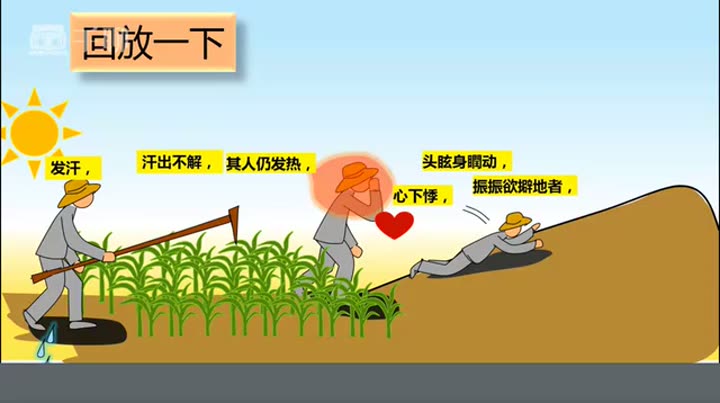 回放一下
发汗，
汗出不解，
其人仍发热，
心下悸，
头眩身瞤动，
振振欲擗地者，